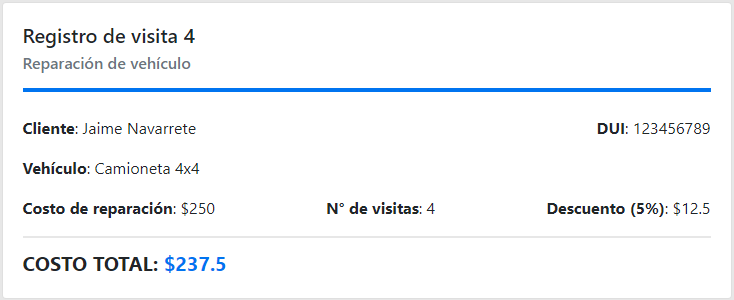 Registro de visita 4
Reparación de vehículo
Cliente: Jaime Navarrete DUI: 123456789
Vehículo: Camioneta 4x4
Costo de reparación: $250 N° de visitas: 4 Descuento (5%): $12.5
COSTO TOTAL: $237.5